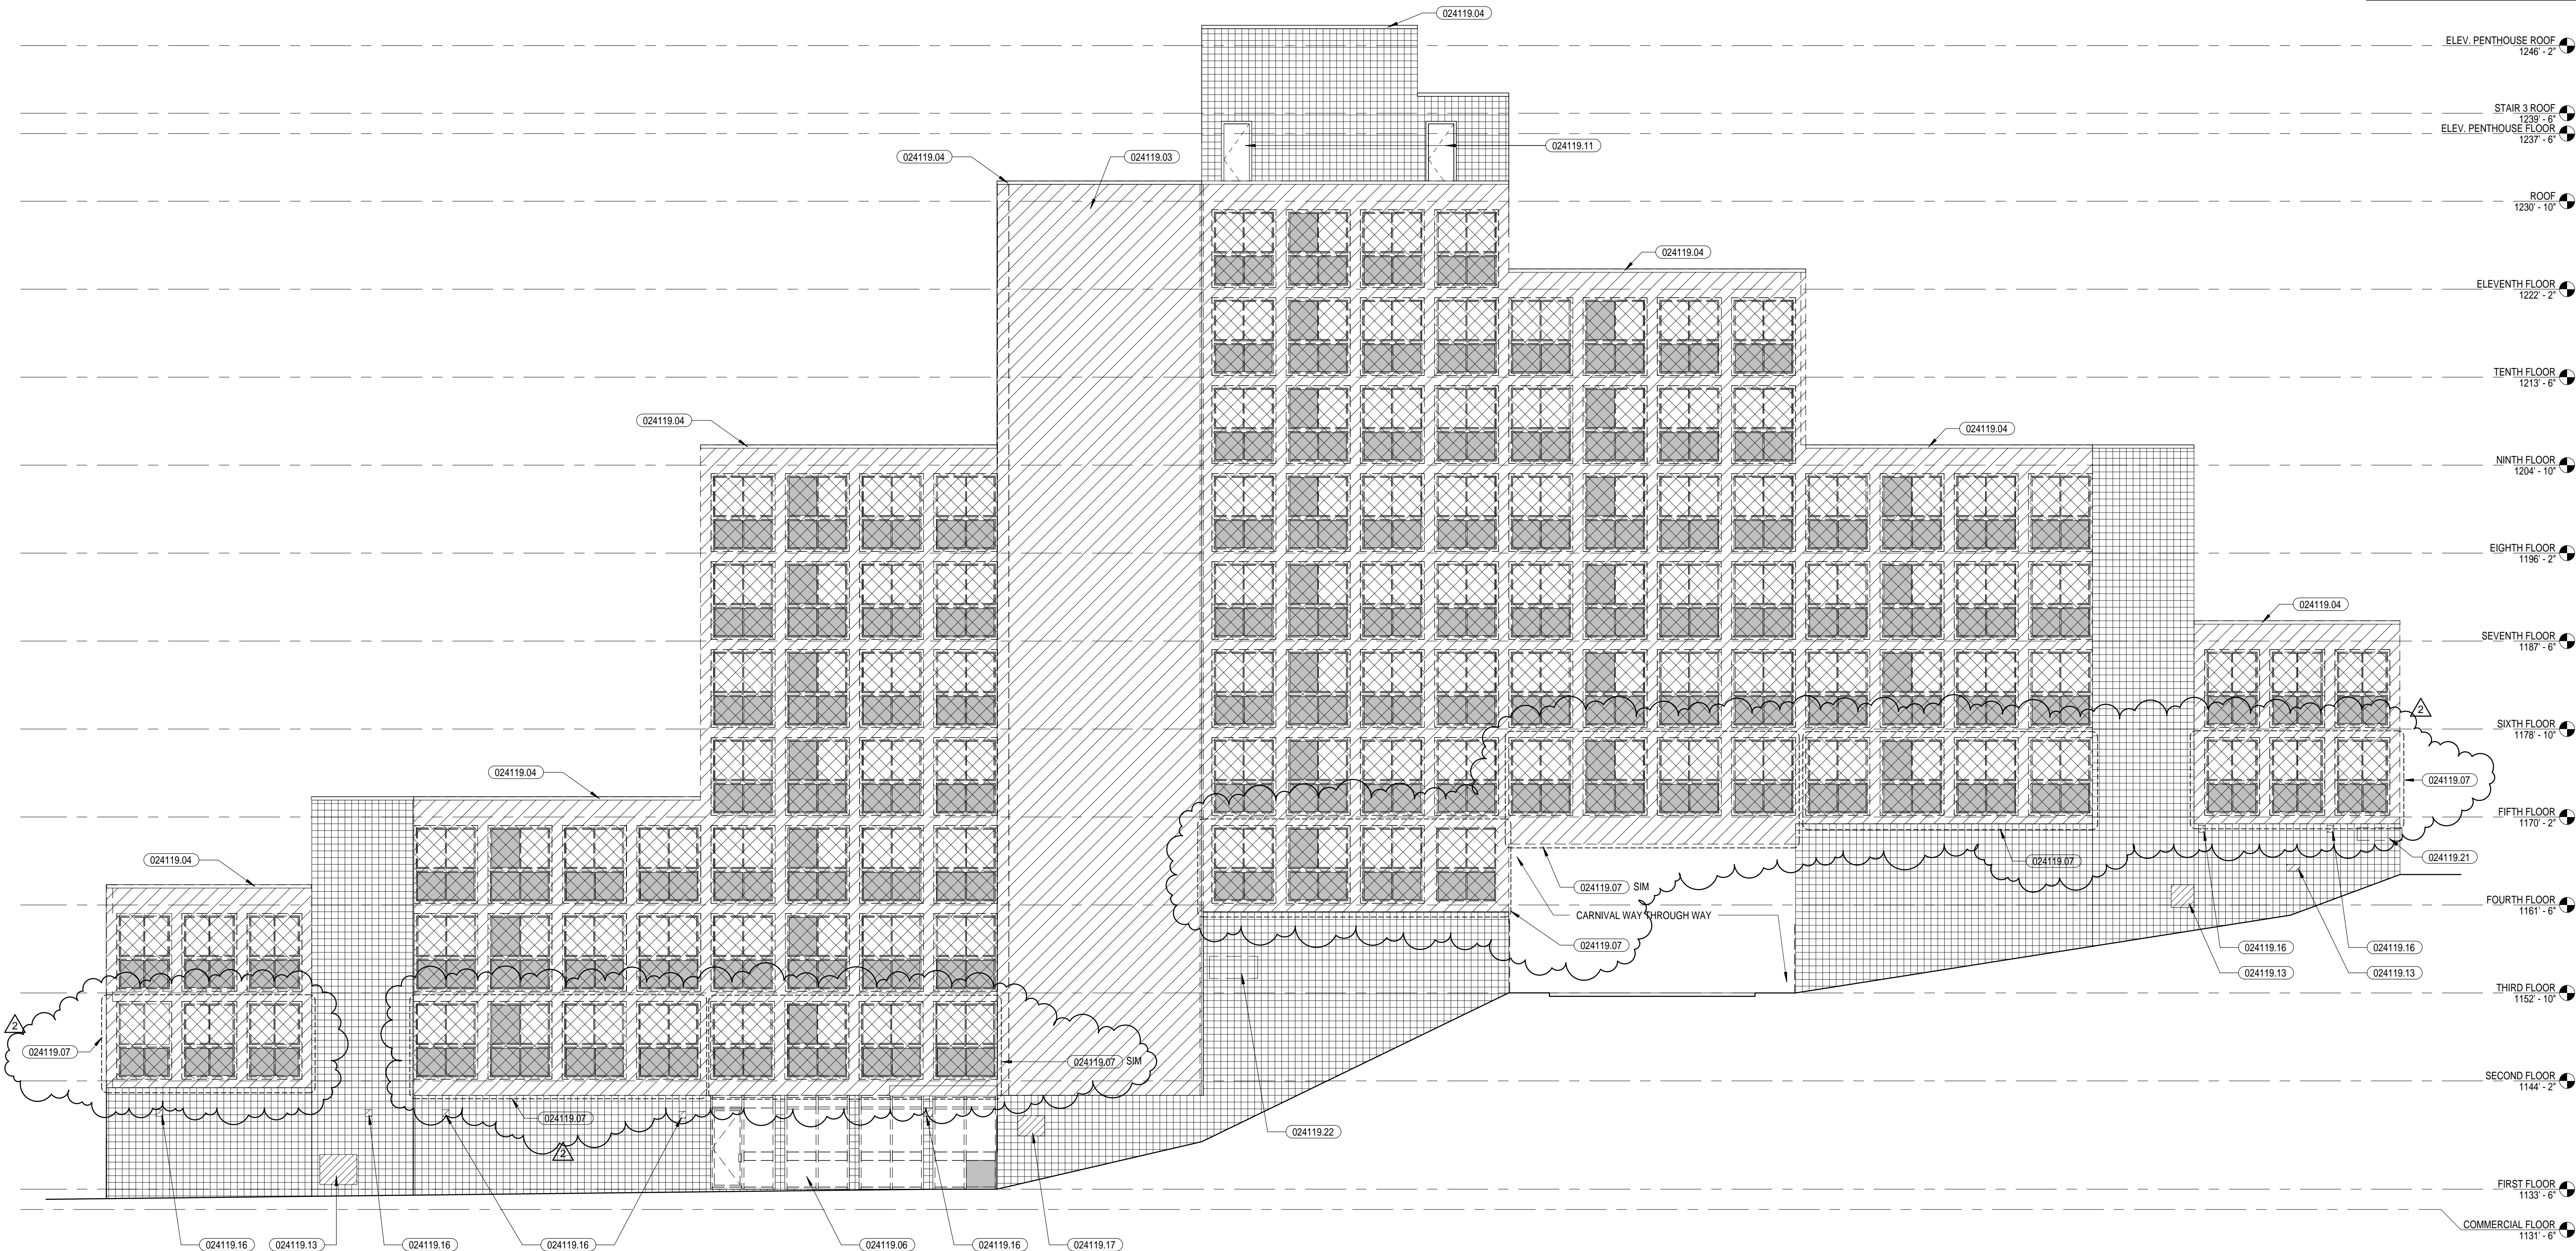 024119.04
ELEV. PENTHOUSE ROOF
1246' - 2"
STAIR 3 ROOF
1239' - 6"
ELEV. PENTHOUSE FLOOR
1237' - 6"
024119.04
024119.03
024119.11
ROOF
1230' - 10"
024119.04
ELEVENTH FLOOR
1222' - 2"
TENTH FLOOR
1213' - 6"
024119.04
024119.04
NINTH FLOOR
1204' - 10"
EIGHTH FLOOR
1196' - 2"
024119.04
SEVENTH FLOOR
1187' - 6"
2
SIXTH FLOOR
1178' - 10"
024119.04
024119.07
FIFTH FLOOR
1170' - 2"
024119.04
024119.07
024119.21
024119.07 SIM
FOURTH FLOOR
1161' - 6"
CARNIVAL WAY THROUGH WAY
024119.07
024119.16
024119.16
024119.13
024119.13
THIRD FLOOR
1152' - 10"
2
024119.07
024119.07 SIM
SECOND FLOOR
1144' - 2"
024119.07
024119.22
2
FIRST FLOOR
1133' - 6"
COMMERCIAL FLOOR
1131' - 6"
024119.16
024119.13
024119.16
024119.16
024119.06
024119.16
024119.17